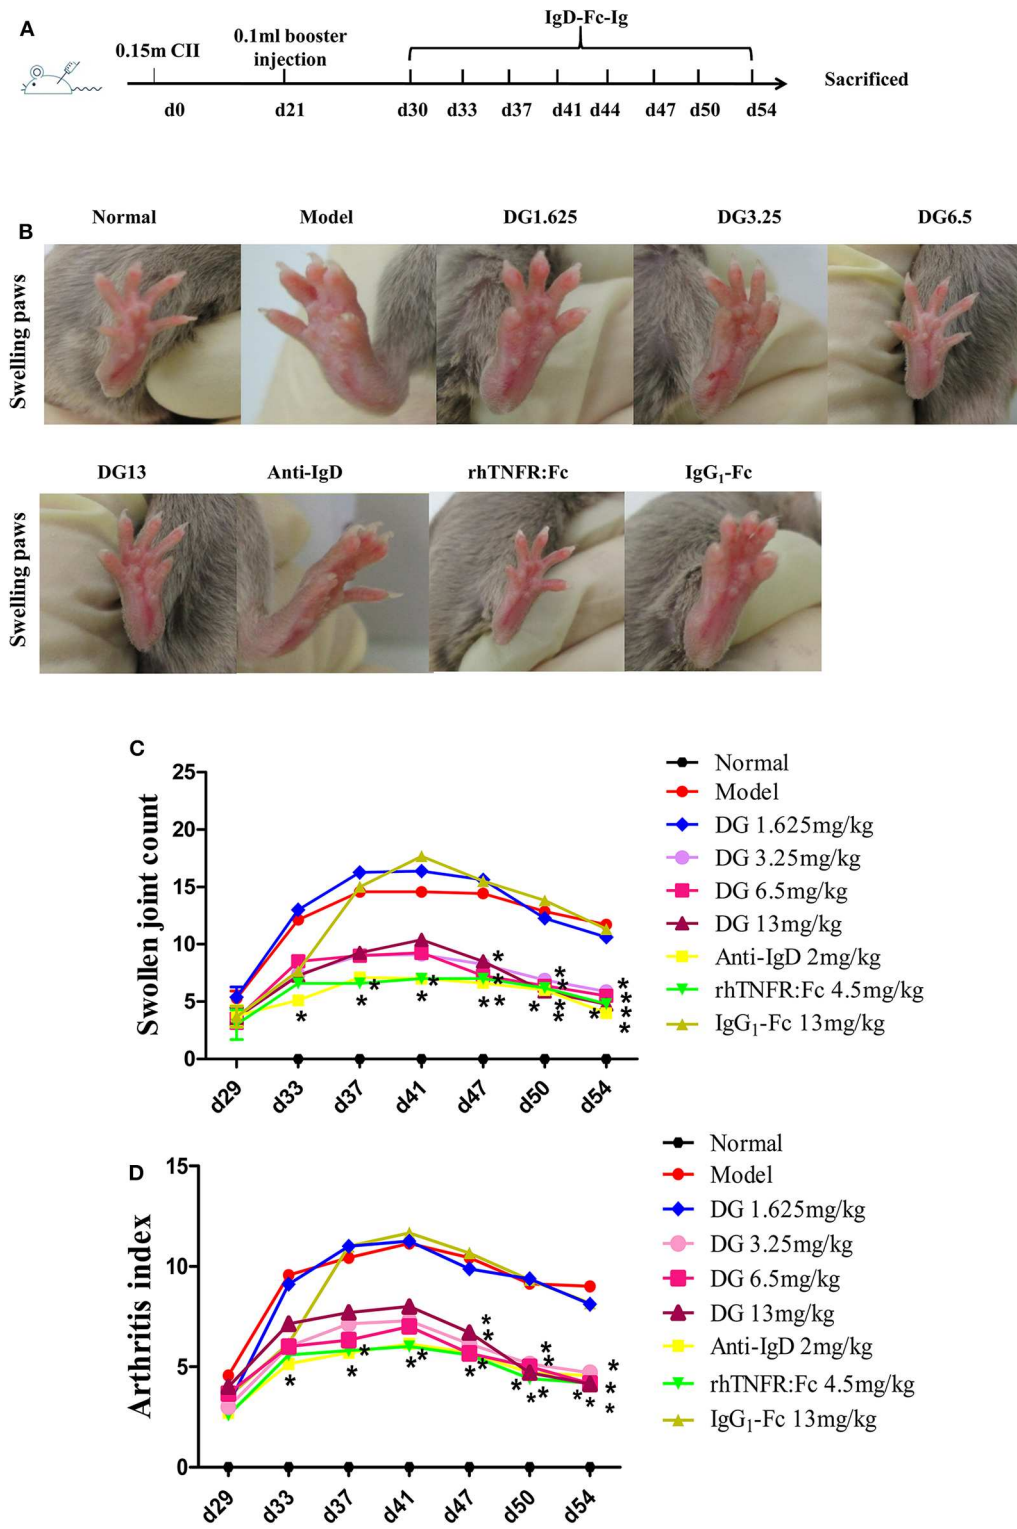 A
IgD-Fc-Ig
0.15m CII
0.1ml booster
injection
Sacrificed
d0 d21 d30 d33 d37 d41 d44 d47 d50 d54
B
Normal Model DG1.625 DG3.25 DG6.5
Swelling paws
DG13 Anti-IgD rhTNFR:Fc IgG₁-Fc
Swelling paws
C
Swollen joint count
25
20
15
10
5
0
d29 d33 d37 d41 d47 d50 d54
* * * * * * * * * * * * * * * * * *
Normal
Model
DG 1.625mg/kg
DG 3.25mg/kg
DG 6.5mg/kg
DG 13mg/kg
Anti-IgD 2mg/kg
rhTNFR:Fc 4.5mg/kg
IgG₁-Fc 13mg/kg
D
Arthritis index
15
10
5
0
d29 d33 d37 d41 d47 d50 d54
* * * * * * * * * * * * * * * * * *
Normal
Model
DG 1.625mg/kg
DG 3.25mg/kg
DG 6.5mg/kg
DG 13mg/kg
Anti-IgD 2mg/kg
rhTNFR:Fc 4.5mg/kg
IgG₁-Fc 13mg/kg